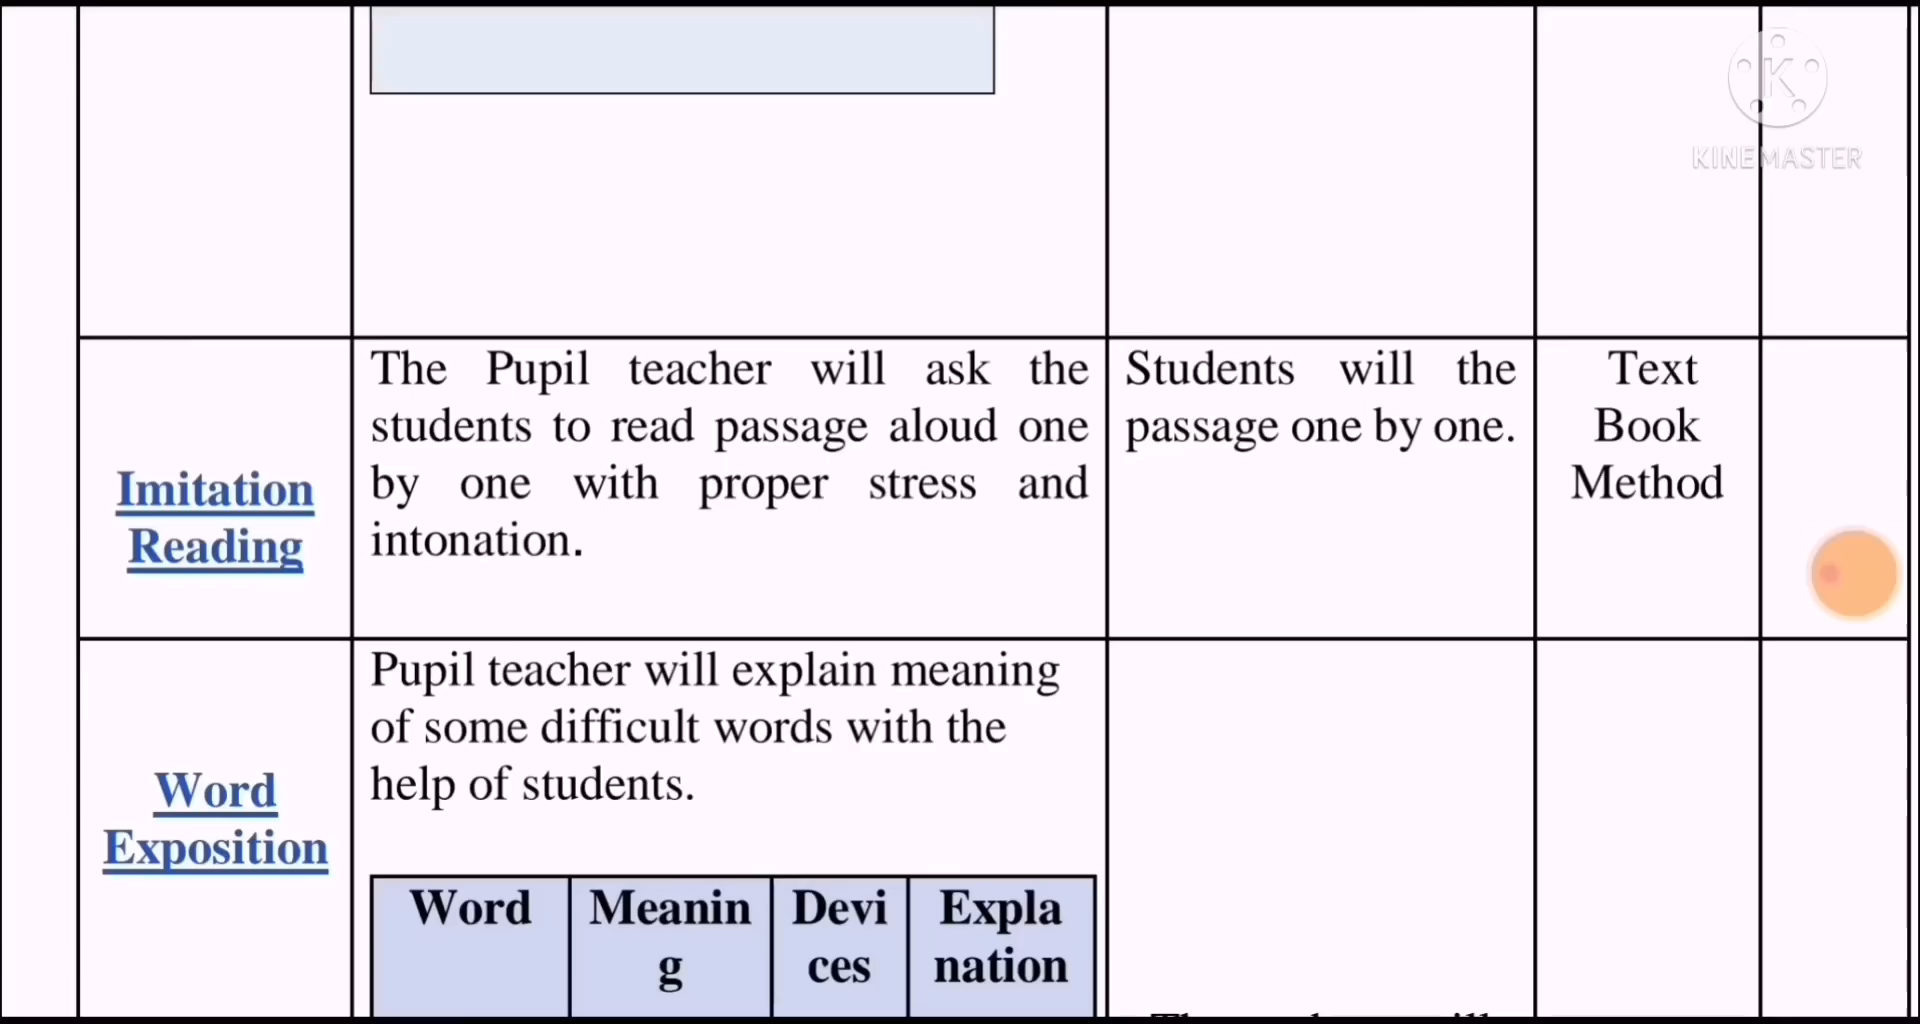 K
KINEMASTER
Imitation
Reading
The Pupil teacher will ask the
students to read passage aloud one
by one with proper stress and
intonation.
Students will the
passage one by one.
Text
Book
Method
Word
Exposition
Pupil teacher will explain meaning
of some difficult words with the
help of students.
Word
Meanin
g
Devi
ces
Expla
nation